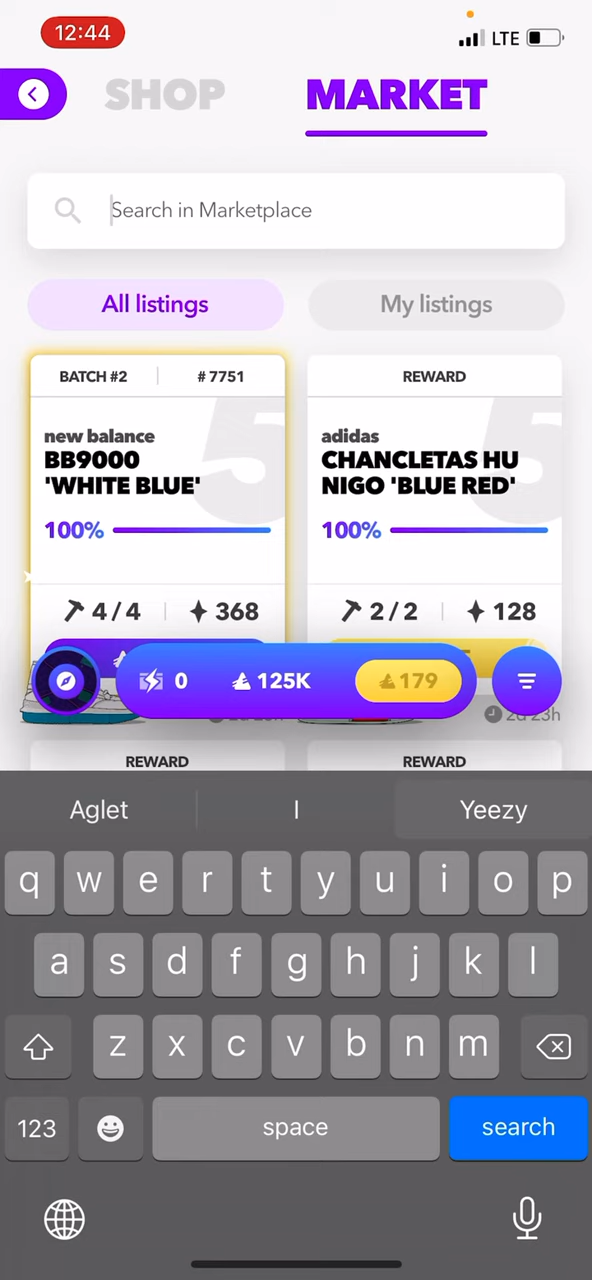 12:44
LTE
SHOP
MARKET
Search in Marketplace
All listings
My listings
BATCH #2
# 7751
REWARD
5
5
new balance
BB9000
'WHITE BLUE'
adidas
CHANCLETAS HU
NIGO 'BLUE RED'
100%
100%
4 / 4
368
2 / 2
128
0
125K
179
2d 23h
REWARD
REWARD
Aglet
I
Yeezy
q w e r t y u i o p
a s d f g h j k l
z x c v b n m
123
space
search